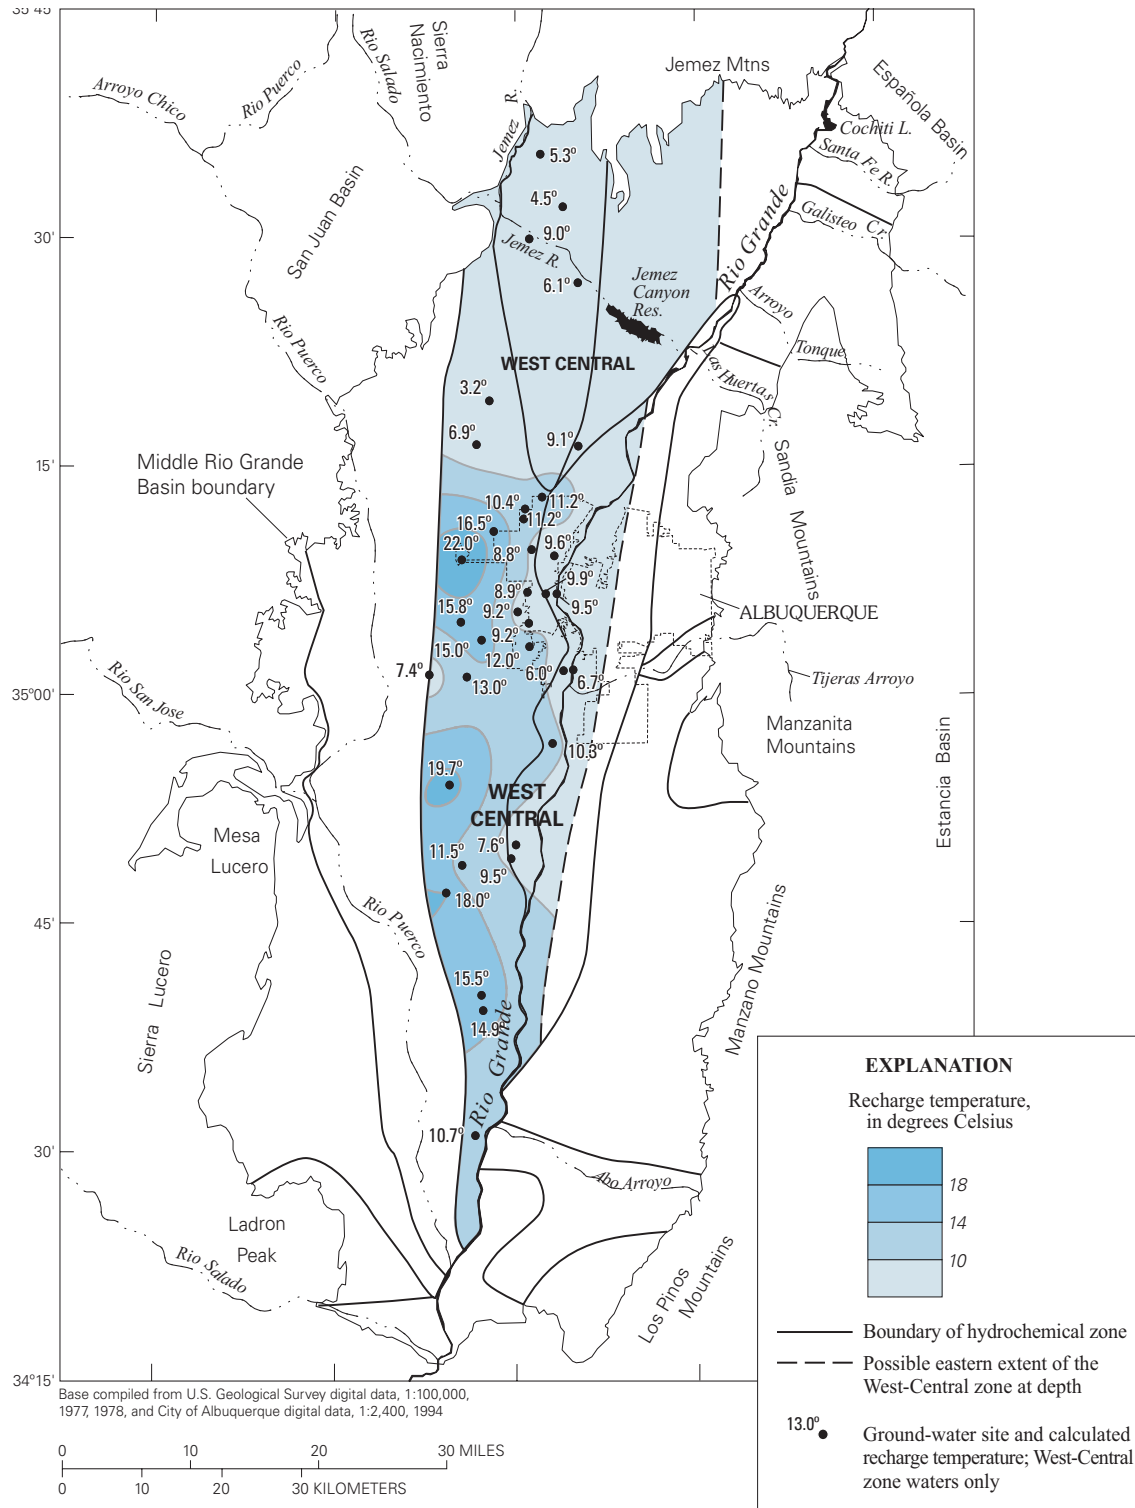 35°45'
Sierra
Nacimiento
Rio Salado
Rio Puerco
Arroyo Chico
Jemez R.
Jemez Mtns
Española Basin
Cochiti L.
Santa Fe R.
Galisteo Cr.
San Juan Basin
5.3°
4.5°
9.0°
30'
Jemez R.
6.1°
Jemez
Canyon
Res.
Rio Grande
Arroyo
Tonque
Rio Puerco
WEST CENTRAL
Las Huertas Cr.
3.2°
6.9°
9.1°
15'
Middle Rio Grande
Basin boundary
Sandia Mountains
10.4°
11.2°
16.5°
11.2°
22.0°
8.8°
9.6°
9.9°
8.9°
9.5°
15.8°
9.2°
ALBUQUERQUE
15.0°
9.2°
12.0°
7.4°
6.0°
6.7°
13.0°
Tijeras Arroyo
Rio San Jose
35°00'
Manzanita
Mountains
10.3°
Estancia Basin
19.7°
WEST
CENTRAL
Mesa
Lucero
7.6°
11.5°
9.5°
18.0°
Rio Puerco
45'
Manzano Mountains
Sierra Lucero
15.5°
14.9°
Rio Grande
10.7°
30'
Abo Arroyo
Ladron
Peak
Rio Salado
Los Pinos
Mountains
34°15'
EXPLANATION
Recharge temperature,
in degrees Celsius
18
14
10
Boundary of hydrochemical zone
Possible eastern extent of the
West-Central zone at depth
13.0°
Ground-water site and calculated
recharge temperature; West-Central
zone waters only
Base compiled from U.S. Geological Survey digital data, 1:100,000,
1977, 1978, and City of Albuquerque digital data, 1:2,400, 1994
0 10 20 30 MILES
0 10 20 30 KILOMETERS